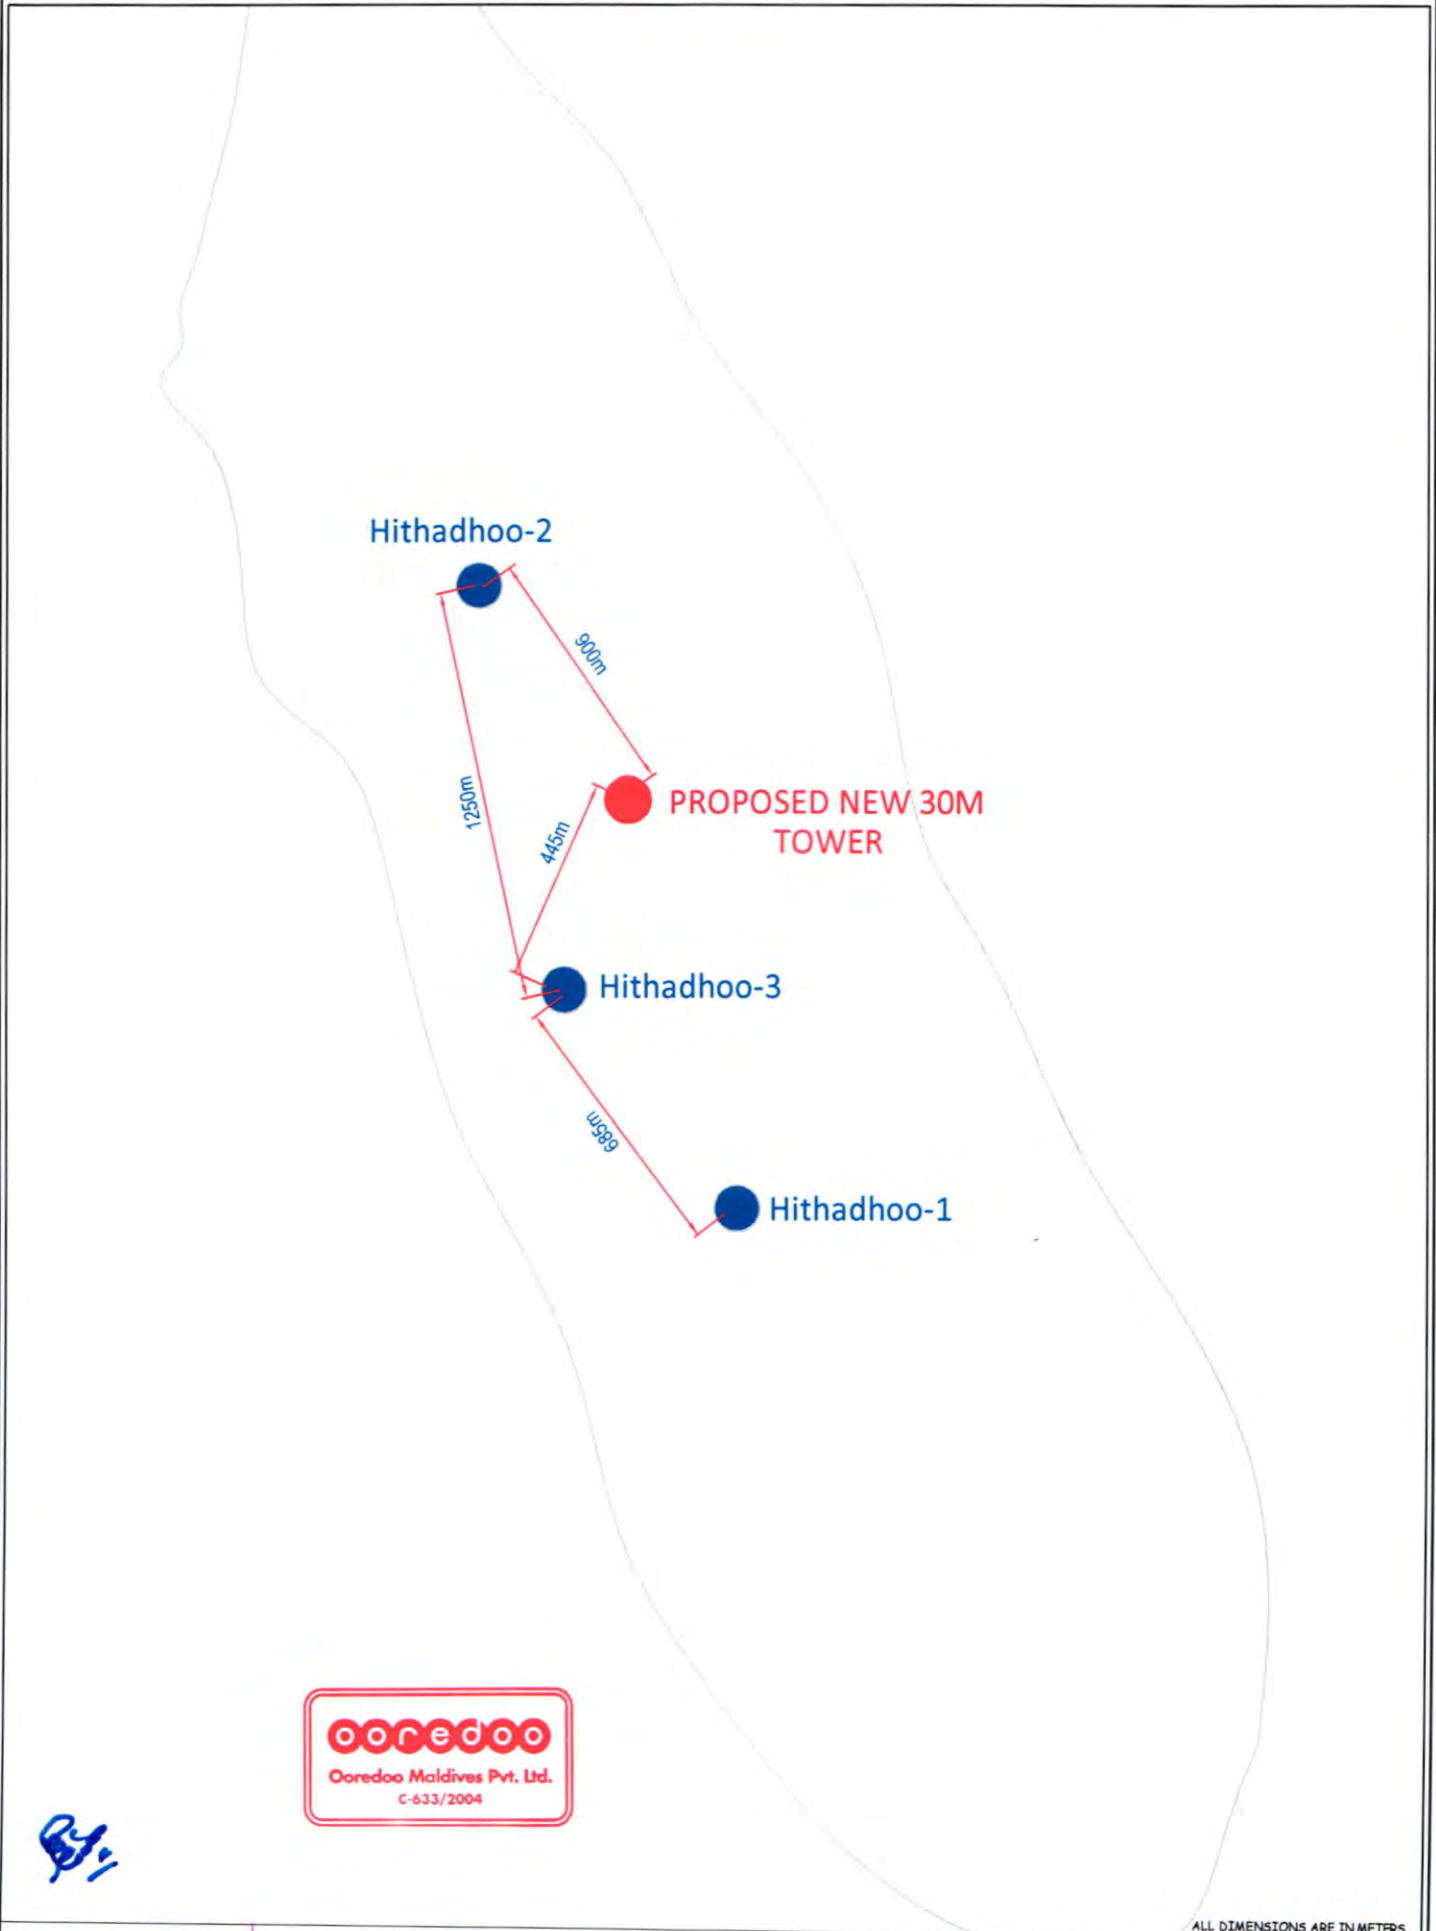 Hithadhoo-2
900m
1250m
PROPOSED NEW 30M
TOWER
445m
Hithadhoo-3
685m
Hithadhoo-1
ooredoo
Ooredoo Maldives Pvt. Ltd.
C-633/2004
ALL DIMENSIONS ARE IN METERS